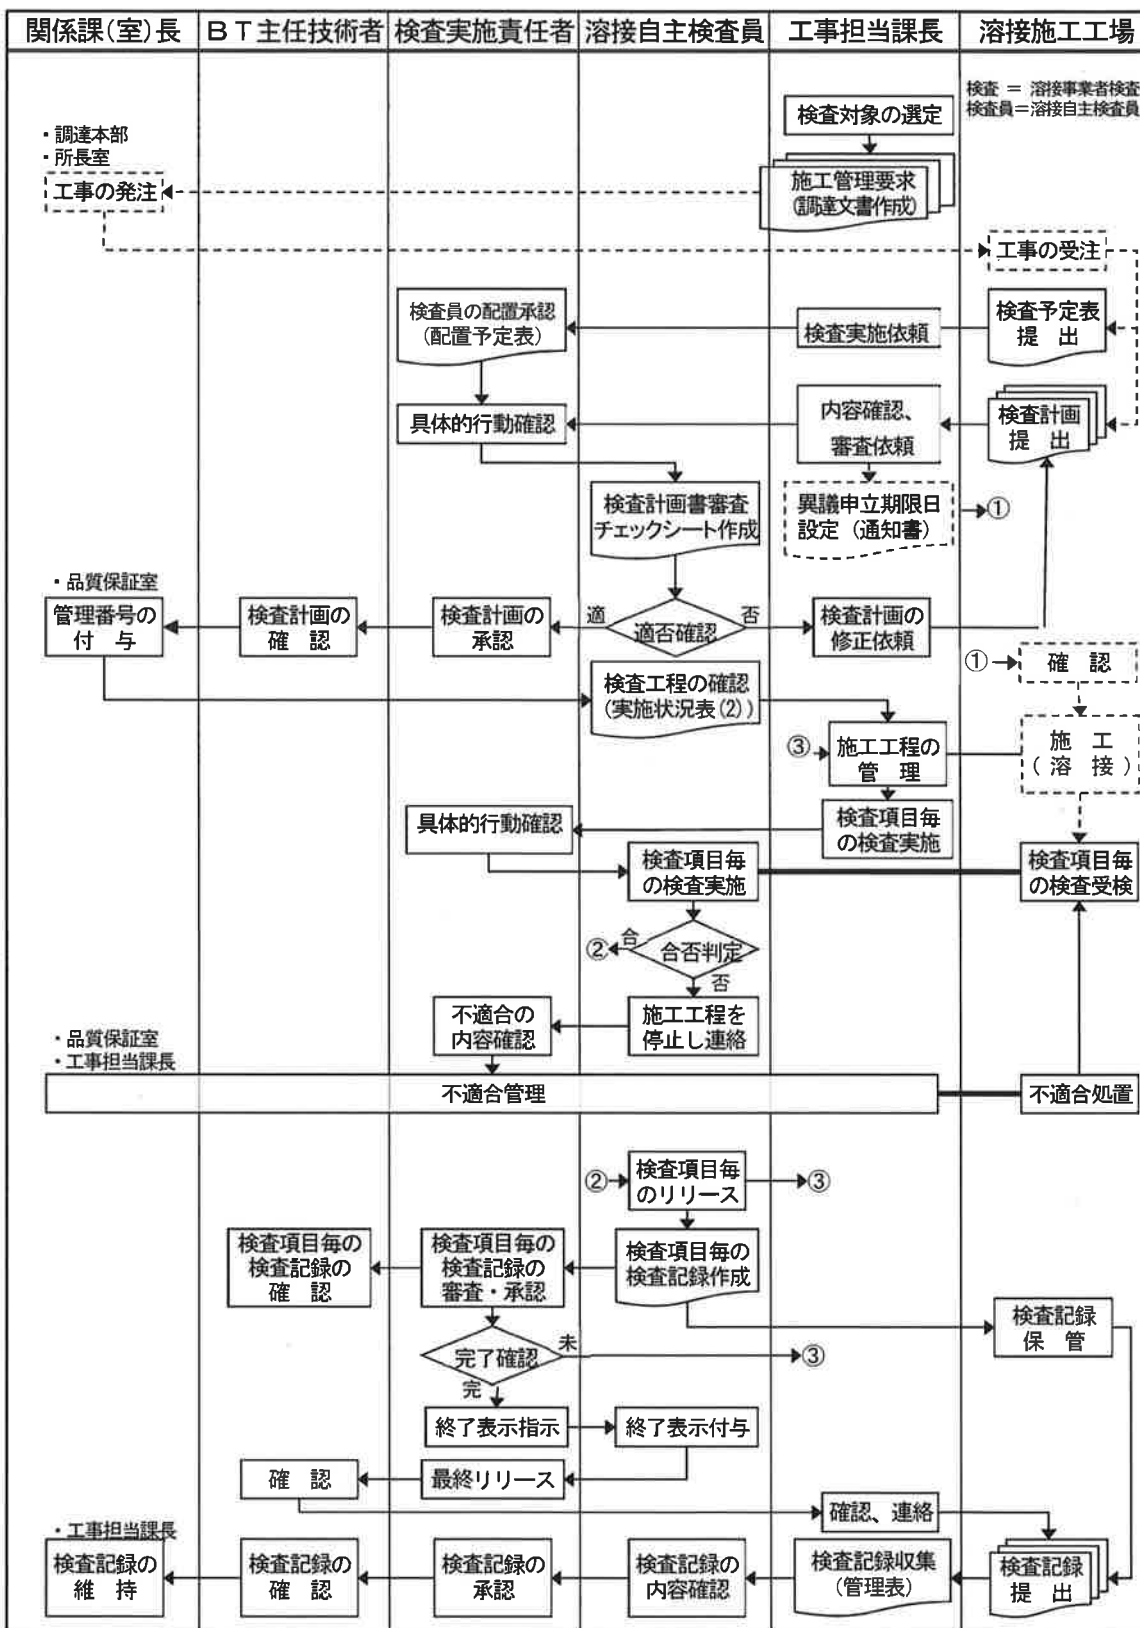 関係課(室)長
ＢＴ主任技術者
検査実施責任者
溶接自主検査員
工事担当課長
溶接施工工場
検査 ＝ 溶接事業者検査
検査員＝溶接自主検査員
検査対象の選定
・調達本部
・所長室
工事の発注
施工管理要求
(調達文書作成)
工事の受注
検査員の配置承認
(配置予定表)
検査実施依頼
検査予定表
提 出
具体的行動確認
内容確認、
審査依頼
検査計画
提 出
検査計画書審査
チェックシート作成
異議申立期限日
設定（通知書）
①
・品質保証室
管理番号の
付 与
検査計画の
確 認
検査計画の
承認
適
適否確認
否
検査計画の
修正依頼
①
確 認
検査工程の確認
(実施状況表(2))
③
施工工程の
管 理
施 工
(溶 接)
具体的行動確認
検査項目毎
の検査実施
検査項目毎
の検査実施
検査項目毎
の検査受検
②
合
合否判定
否
不適合の
内容確認
施工工程を
停止し連絡
・品質保証室
・工事担当課長
不適合管理
不適合処置
②
検査項目毎
のリリース
③
検査項目毎の
検査記録の
確 認
検査項目毎の
検査記録の
審査・承認
検査項目毎の
検査記録作成
検査記録
保 管
完了確認
未
③
完
終了表示指示
終了表示付与
確 認
最終リリース
確認、連絡
・工事担当課長
検査記録の
維 持
検査記録の
確 認
検査記録の
承認
検査記録の
内容確認
検査記録収集
(管理表)
検査記録
提 出